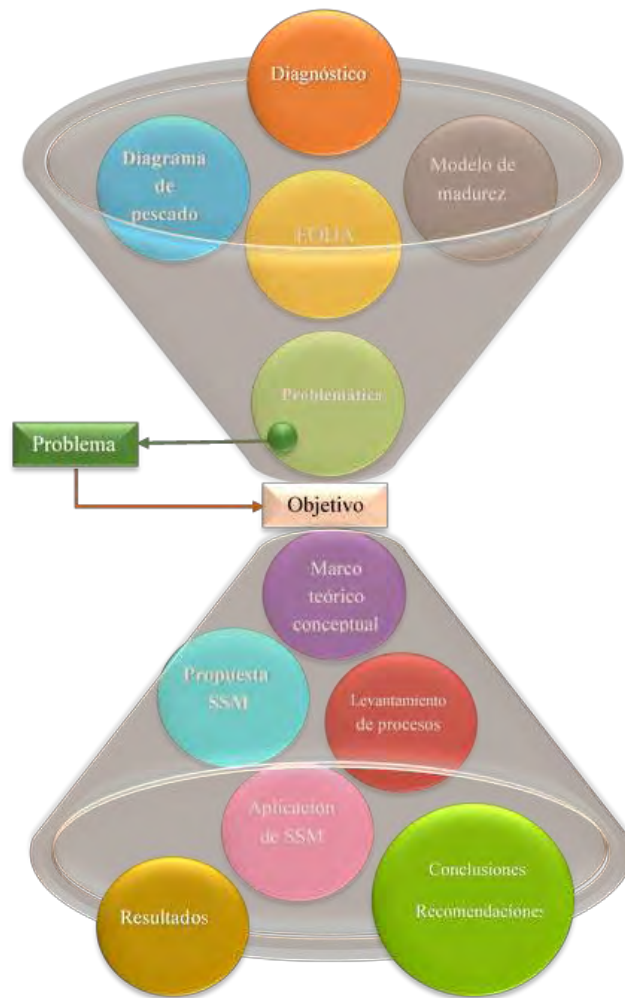 Diagnóstico
Diagrama
de
pescado
Modelo de
madurez
FODA
Problemática
Problema
Objetivo
Marco
teórico
conceptual
Propuesta
SSM
Levantamiento
de procesos
Aplicación
de SSM
Conclusiones
Recomendaciones
Resultados